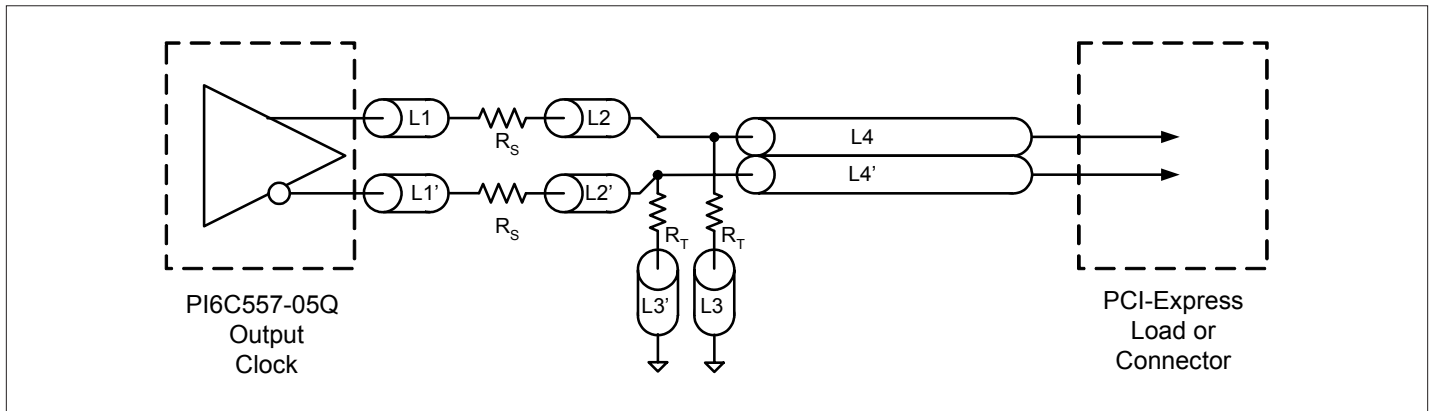 L1
R_S
L2
L4
L1'
R_S
L2'
L4'
R_T
R_T
L3'
L3
PI6C557-05Q
Output
Clock
PCI-Express
Load or
Connector